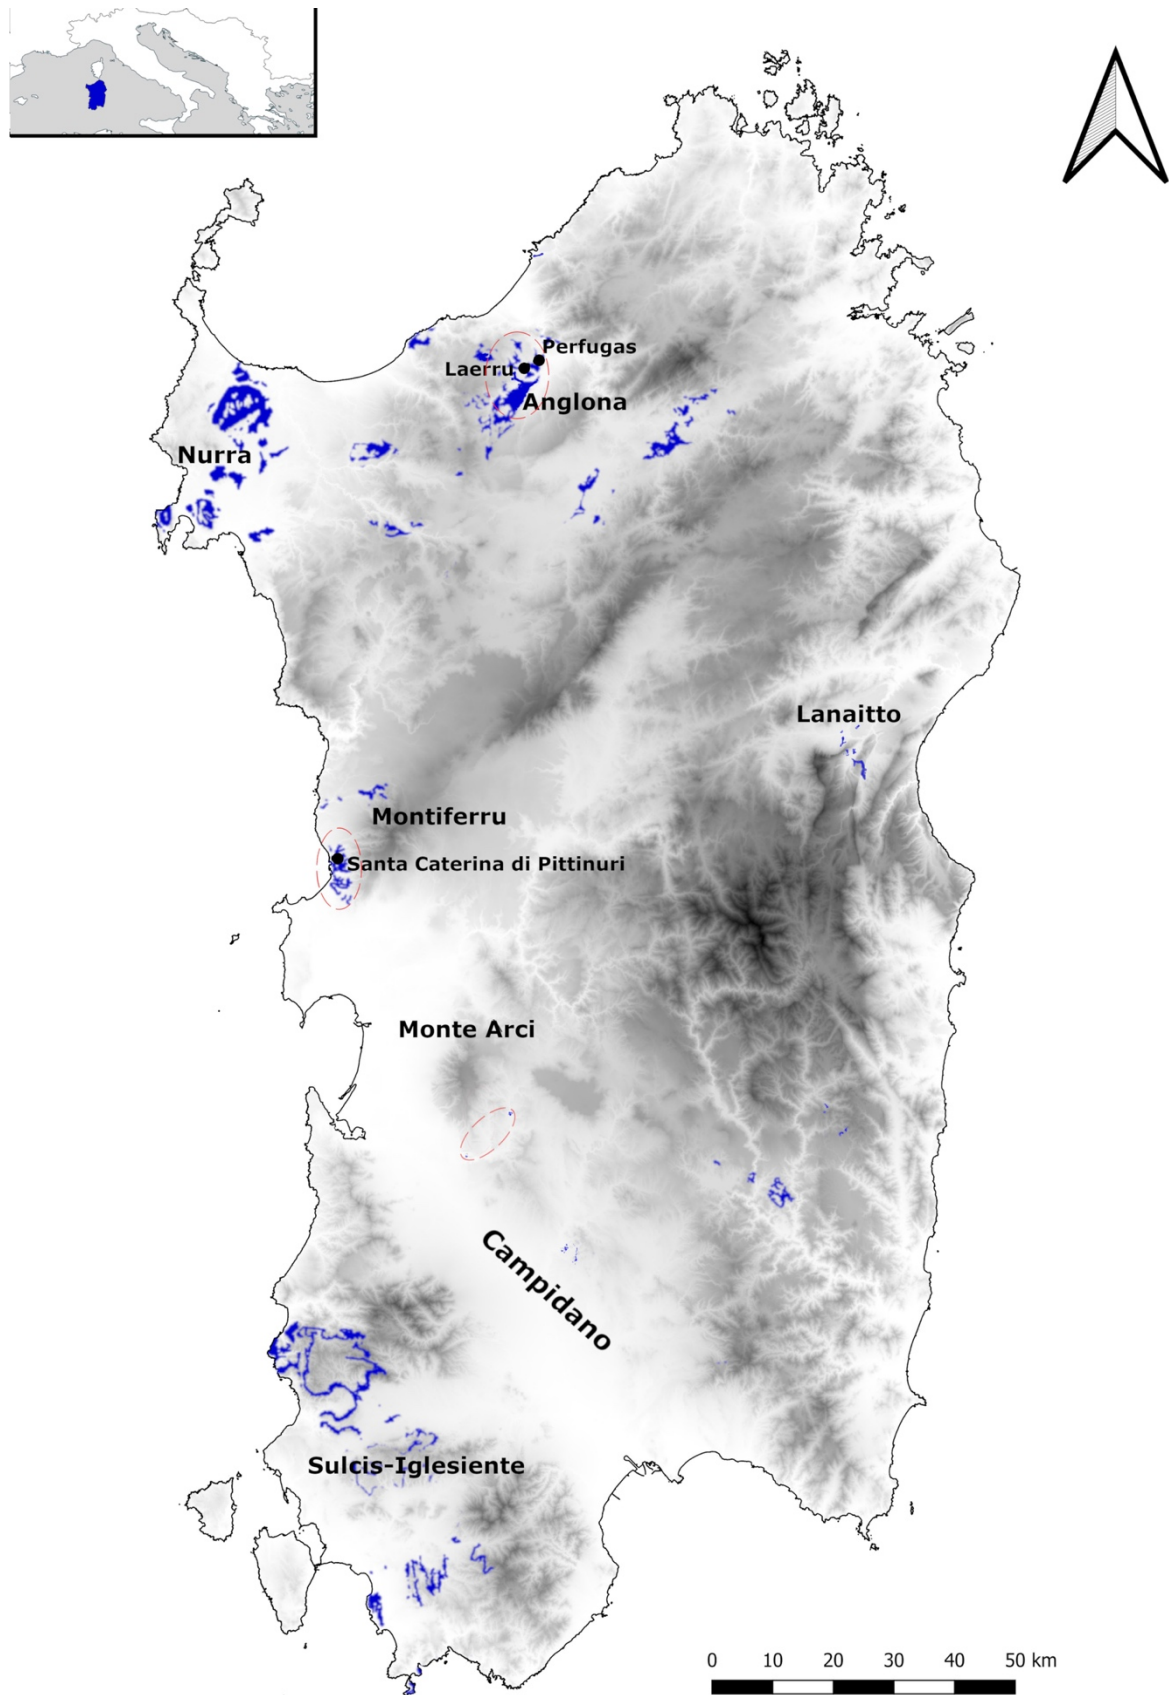 Perfugas
Laerru
Anglona
Nurra
Lanaitto
Montiferru
Santa Caterina di Pittinuri
Monte Arci
Campidano
Sulcis-Iglesiente
0 10 20 30 40 50 km